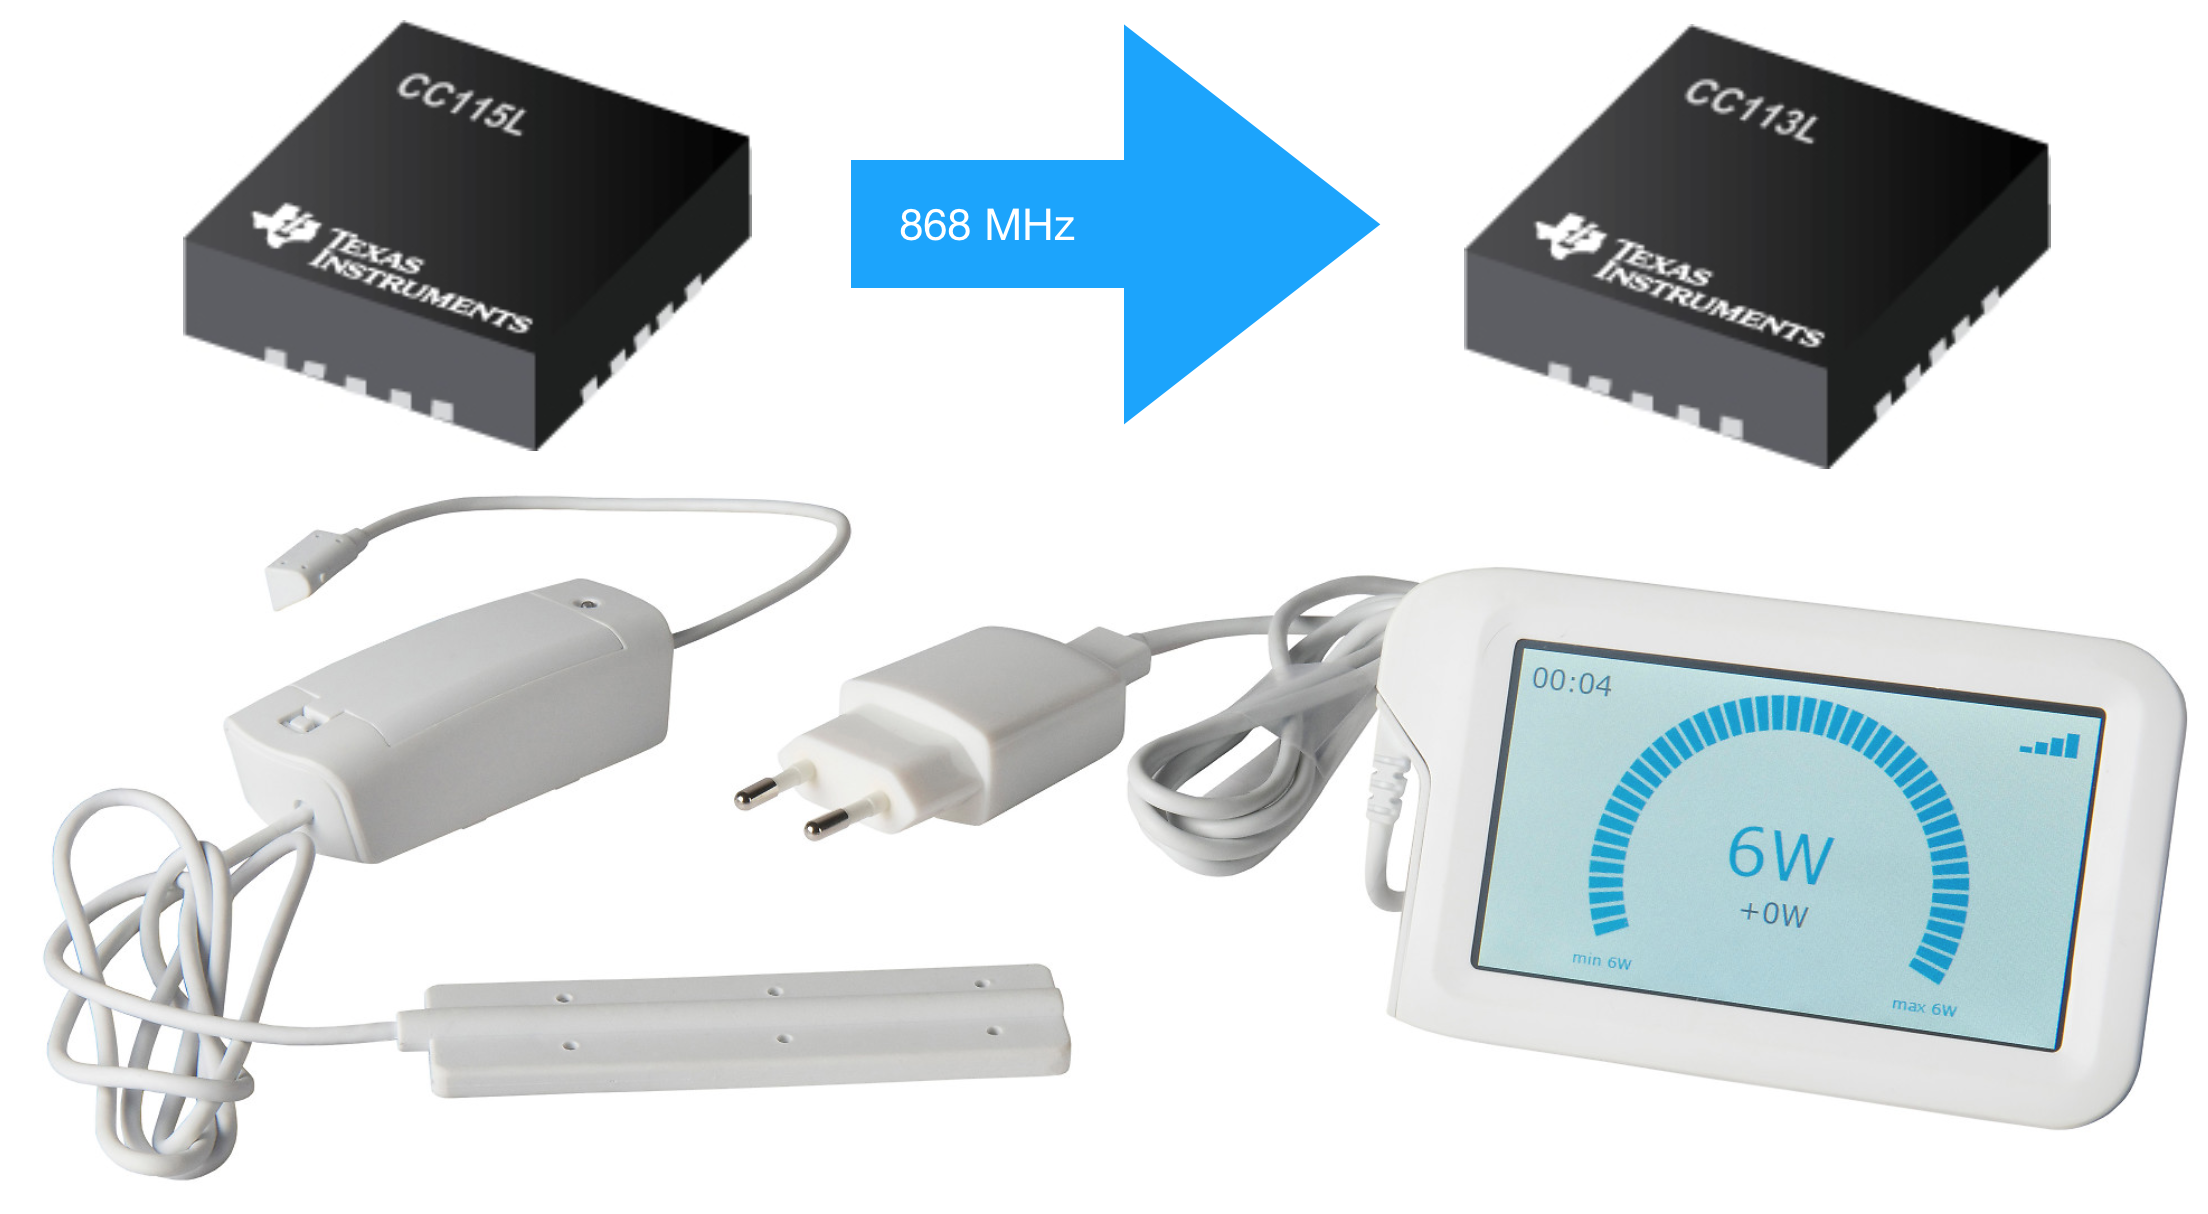 CC115L
TEXAS
INSTRUMENTS
868 MHz
CC113L
TEXAS
INSTRUMENTS
00:04
6W
+0W
min 6W
max 6W